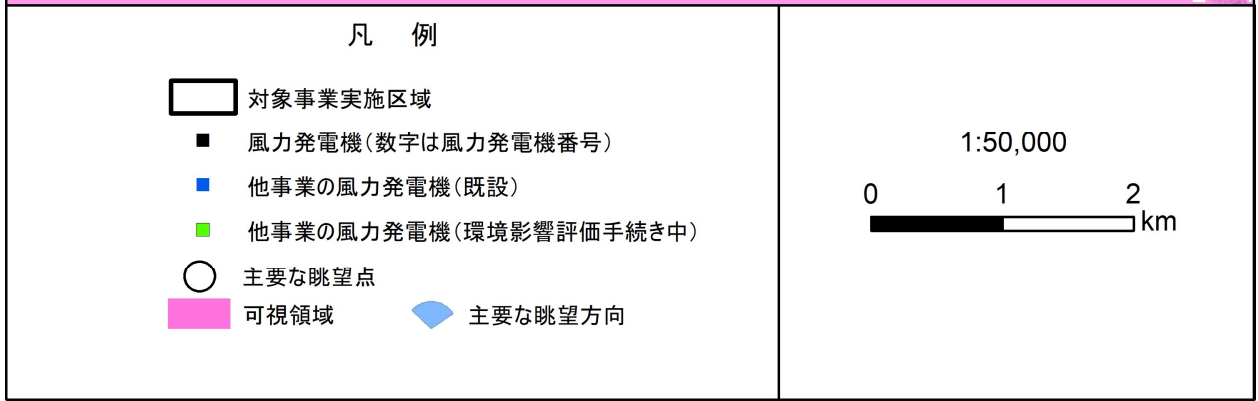 凡 例
対象事業実施区域
風力発電機(数字は風力発電機番号)
他事業の風力発電機(既設)
他事業の風力発電機(環境影響評価手続き中)
主要な眺望点
可視領域 主要な眺望方向
1:50,000
0 1 2
km